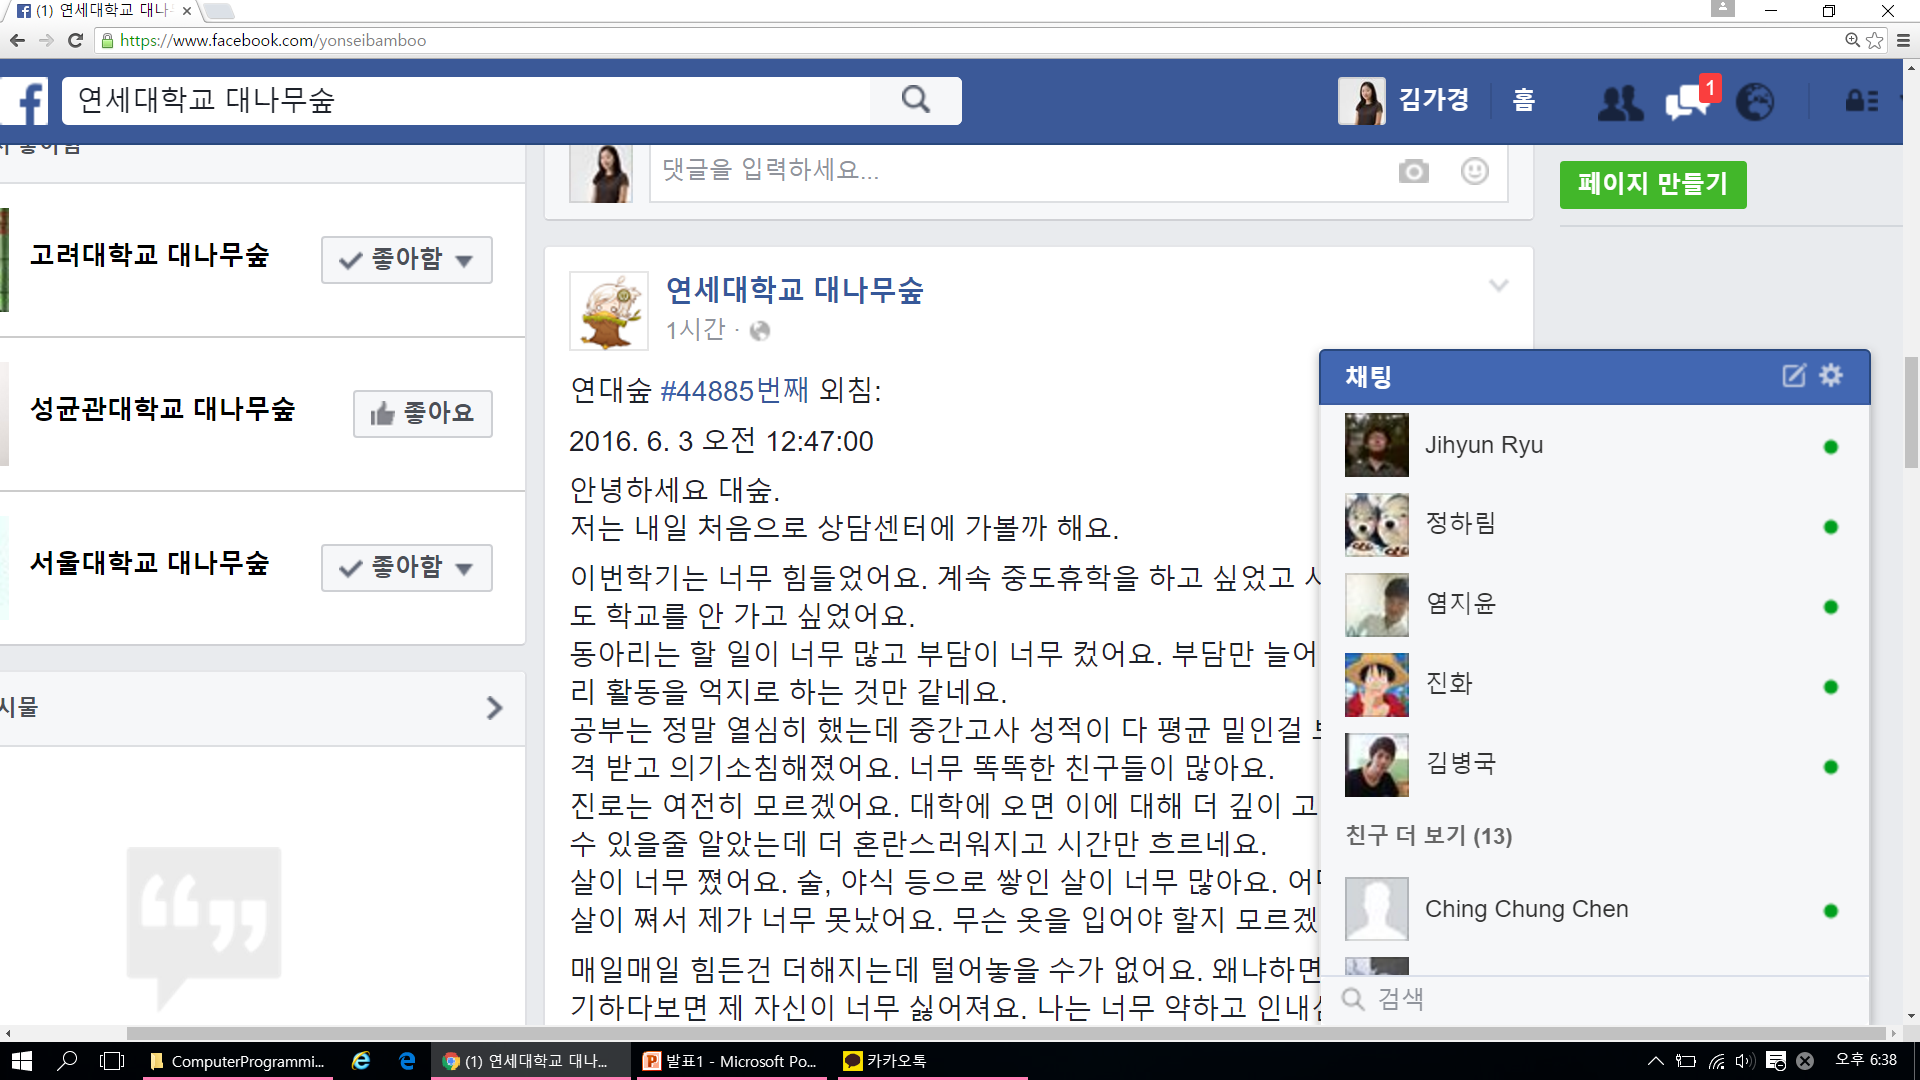 (1) 연세대학교 대나
https://www.facebook.com/yonseibamboo
연세대학교 대나무숲
김가경
홈
1
좋아함
고려대학교 대나무숲
좋아함
성균관대학교 대나무숲
좋아요
서울대학교 대나무숲
좋아함
시물
댓글을 입력하세요...
연세대학교 대나무숲
1시간 ·
연대숲 #44885번째 외침:
2016. 6. 3 오전 12:47:00
안녕하세요 대숲.
저는 내일 처음으로 상담센터에 가볼까 해요.
이번학기는 너무 힘들었어요. 계속 중도휴학을 하고 싶었고
도 학교를 안 가고 싶었어요.
동아리는 할 일이 너무 많고 부담이 너무 컸어요. 부담만 늘어
리 활동을 억지로 하는 것만 같네요.
공부는 정말 열심히 했는데 중간고사 성적이 다 평균 밑인걸
격 받고 의기소침해졌어요. 너무 똑똑한 친구들이 많아요.
진로는 여전히 모르겠어요. 대학에 오면 이에 대해 더 깊이 고
수 있을줄 알았는데 더 혼란스러워지고 시간만 흐르네요.
살이 너무 쪘어요. 술, 야식 등으로 쌓인 살이 너무 많아요.
살이 쪄서 제가 너무 못났어요. 무슨 옷을 입어야 할지 모르겠
매일매일 힘든건 더해지는데 털어놓을 수가 없어요. 왜냐하면
기하다보면 제 자신이 너무 싫어져요. 나는 너무 약하고 인내심
페이지 만들기
채팅
Jihyun Ryu
정하림
염지윤
진화
김병국
친구 더 보기 (13)
Ching Chung Chen
검색
ComputerProgrammi...
(1) 연세대학교 대나...
발표1 - Microsoft Po...
카카오톡
오후 6:38